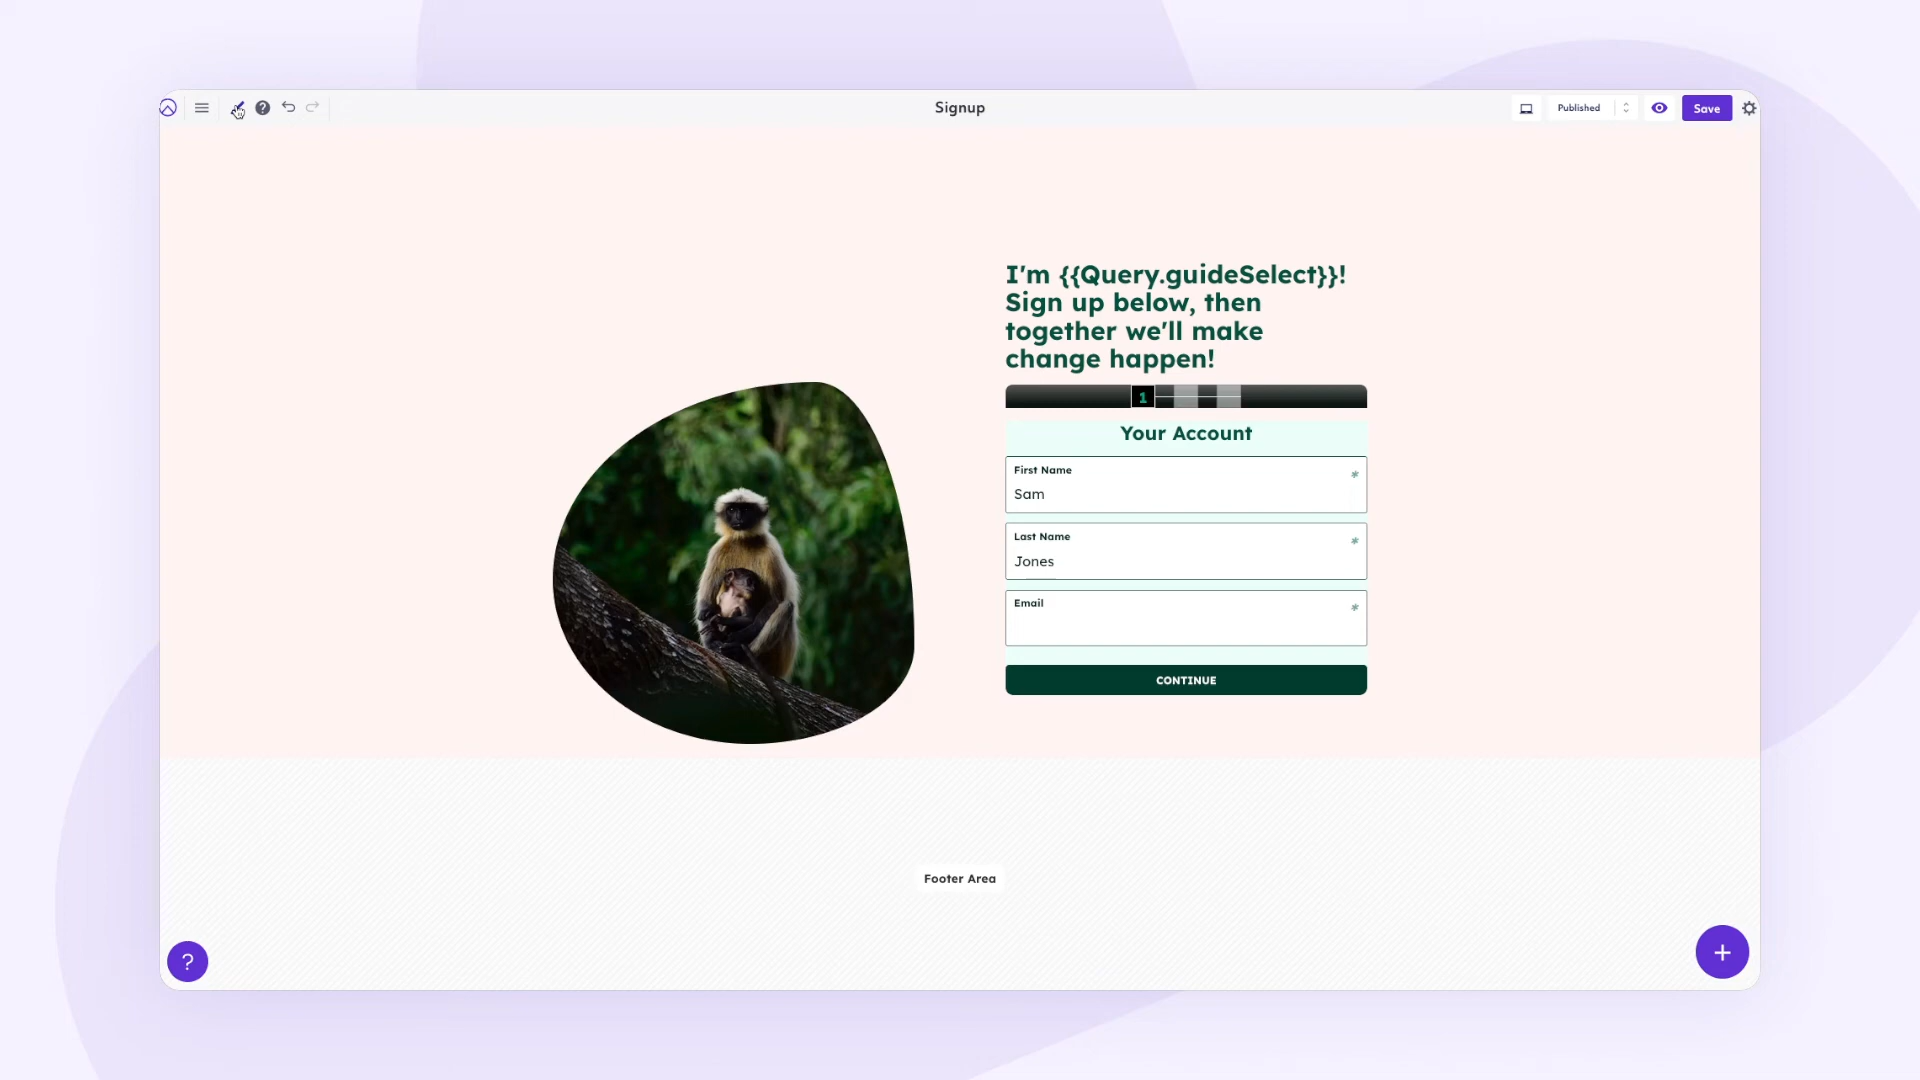 Signup
Published
Save
I'm {{Query.guideSelect}}!
Sign up below, then
together we'll make
change happen!
1
Your Account
First Name
*
Sam
Last Name
*
Jones
Email
*
CONTINUE
Footer Area
?
+